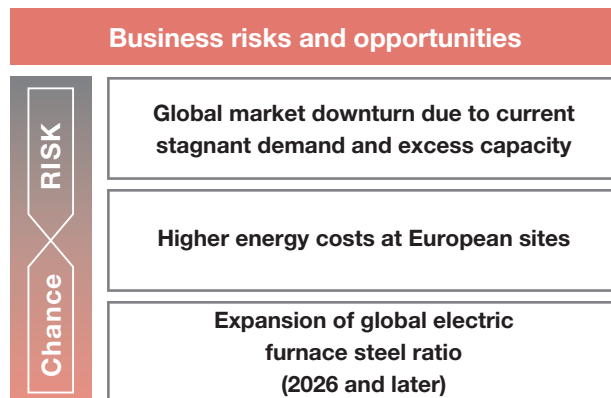 Business risks and opportunities
RISK
Global market downturn due to current
stagnant demand and excess capacity
Higher energy costs at European sites
Chance
Expansion of global electric
furnace steel ratio
(2026 and later)